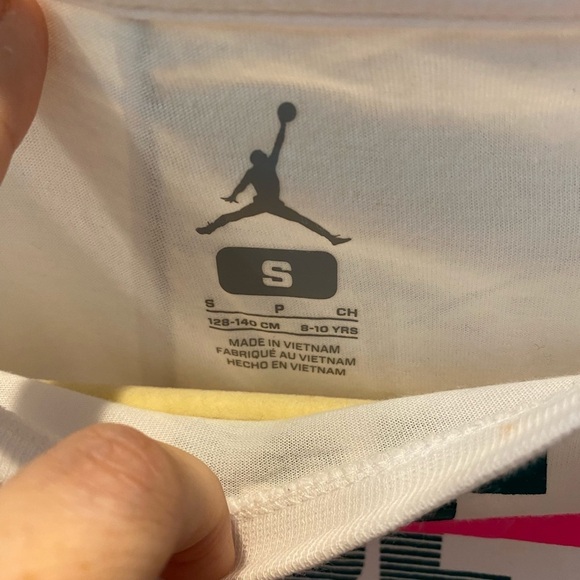 S
S P CH
128-140 CM 8-10 YRS
MADE IN VIETNAM
FABRIQUÉ AU VIETNAM
HECHO EN VIETNAM